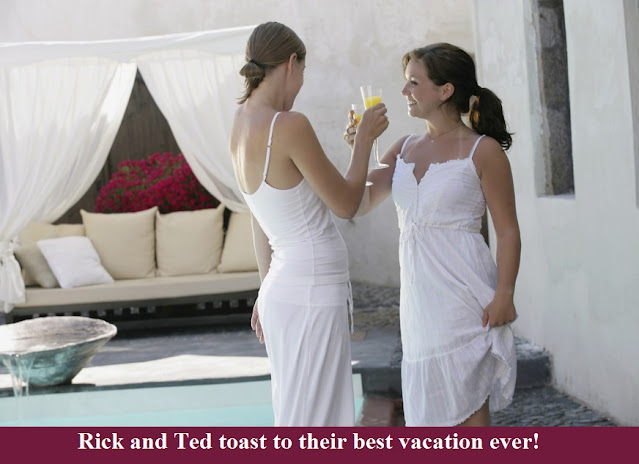 Rick and Ted toast to their best vacation ever!